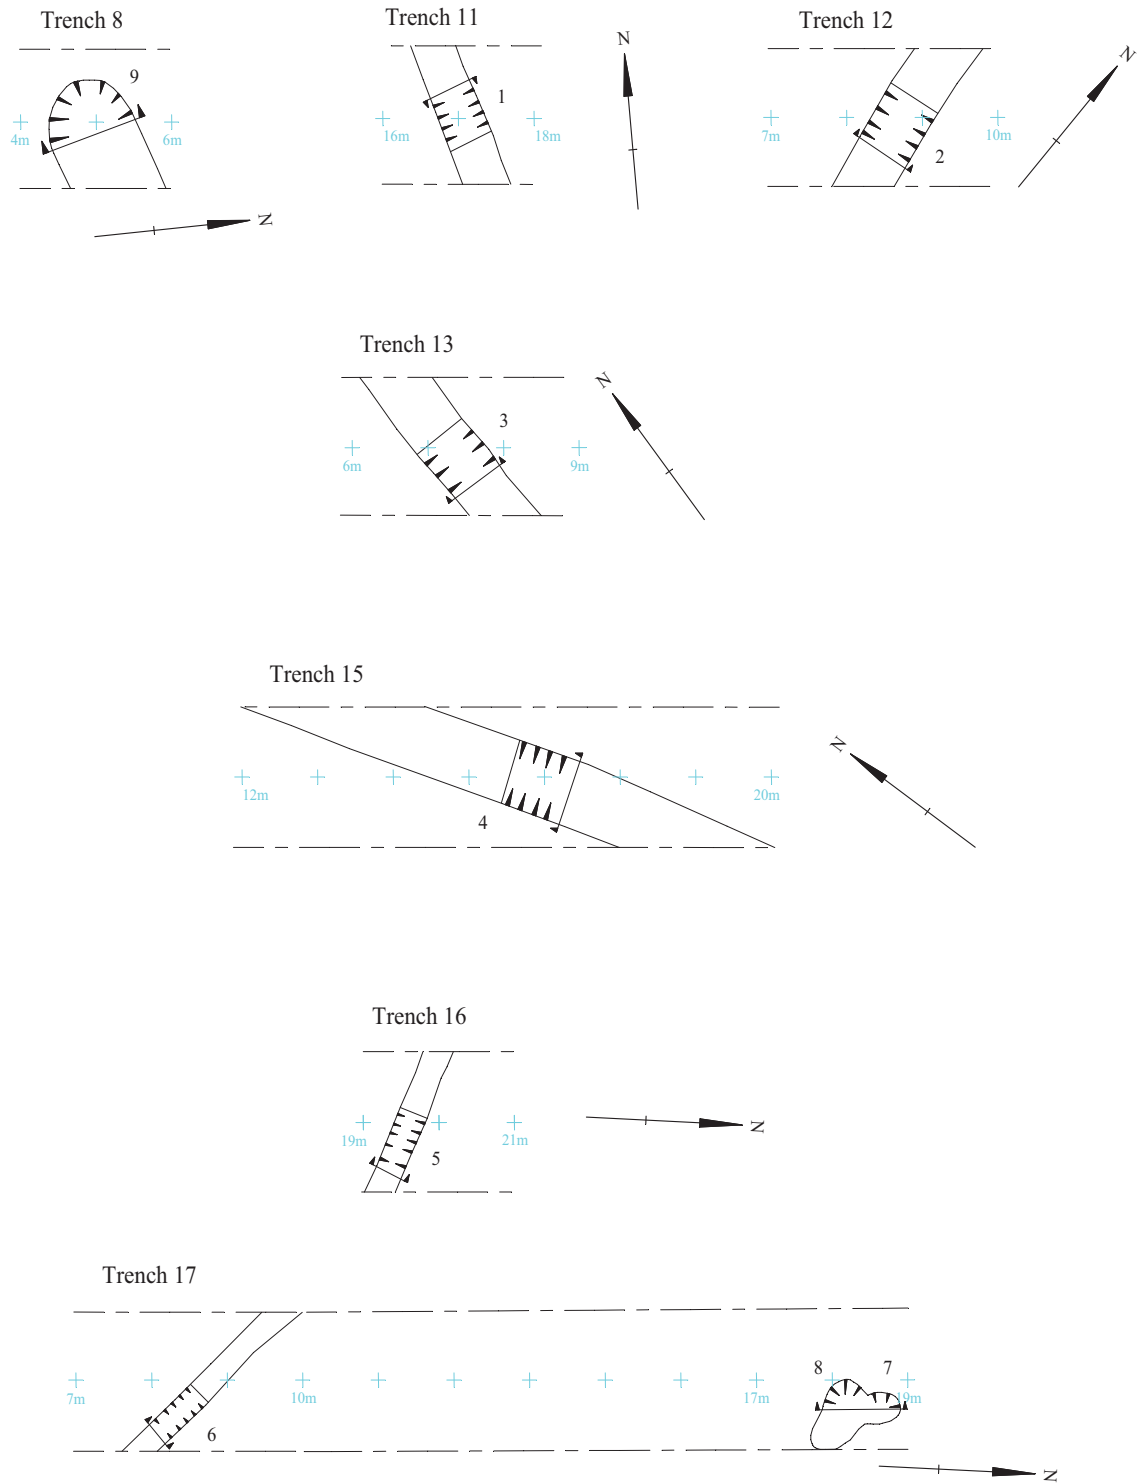 Trench 8
9
4m
6m
N
Trench 11
1
16m
18m
N
Trench 12
2
7m
10m
N
Trench 13
3
6m
9m
N
Trench 15
12m
20m
4
N
Trench 16
19m
21m
5
N
Trench 17
7m
10m
17m
19m
8
7
6
N